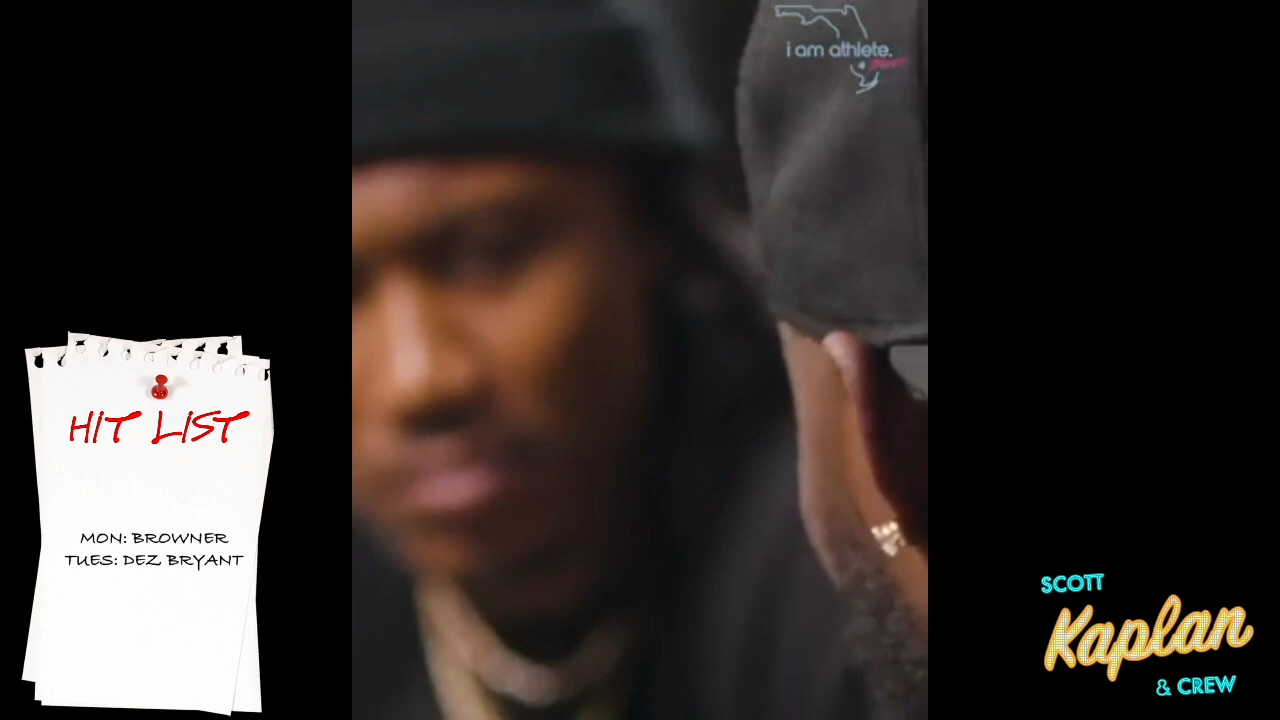 i am athlete.
HIT LIST
MON: BROWNER
TUES: DEZ BRYANT
SCOTT
Kaplan
& CREW